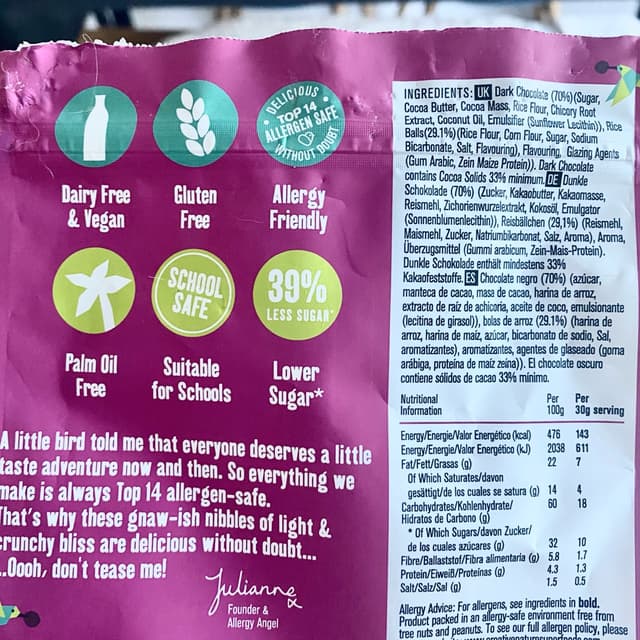 DELICIOUS
TOP 14
ALLERGEN SAFE
WITHOUT DOUBT
Dairy Free
& Vegan
Gluten
Free
Allergy
Friendly
SCHOOL
SAFE
39%
LESS SUGAR*
Palm Oil
Free
Suitable
for Schools
Lower
Sugar*
A little bird told me that everyone deserves a little
taste adventure now and then. So everything we
make is always Top 14 allergen-safe.
That's why these gnaw-ish nibbles of light &
crunchy bliss are delicious without doubt...
...Oooh, don't tease me!
Julianne
Founder &
Allergy Angel
INGREDIENTS: UK Dark Chocolate (70%) (Sugar,
Cocoa Butter, Cocoa Mass, Rice Flour, Chicory Root
Extract, Coconut Oil, Emulsifier (Sunflower Lecithin)), Rice
Balls(29.1%) (Rice Flour, Corn Flour, Sugar, Sodium
Bicarbonate, Salt, Flavouring), Flavouring, Glazing Agents
(Gum Arabic, Zein Maize Protein)). Dark Chocolate
contains Cocoa Solids 33% minimum. DE Dunkle
Schokolade (70%) (Zucker, Kakaobutter, Kakaomasse,
Reismehl, Zichorienwurzelextrakt, Kokosöl, Emulgator
(Sonnenblumenlecithin)), Reisbällchen (29,1%) (Reismehl,
Maismehl, Zucker, Natriumbikarbonat, Salz, Aroma), Aroma,
Überzugsmittel (Gummi arabicum, Zein-Mais-Protein).
Dunkle Schokolade enthält mindestens 33%
Kakaofeststoffe. ES Chocolate negro (70%) (azúcar,
manteca de cacao, masa de cacao, harina de arroz,
extracto de raíz de achicoria, aceite de coco, emulsionante
(lecitina de girasol)), bolas de arroz (29.1%) (harina de
arroz, harina de maíz, azúcar, bicarbonato de sodio, Sal,
aromatizantes), aromatizantes, agentes de glaseado (goma
arábiga, proteína de maíz zeína)). El chocolate oscuro
contiene sólidos de cacao 33% mínimo.
Nutritional Per Per
Information 100g 30g serving
Energy/Energie/Valor Energético (kcal) 476 143
Energy/Energie/Valor Energético (kJ) 2038 611
Fat/Fett/Grasas (g) 22 7
Of Which Saturates/davon
gesättigt/de los cuales se satura (g) 14 4
Carbohydrates/Kohlenhydrate/ 60 18
Hidratos de Carbono (g)
* Of Which Sugars/davon Zucker/
de los cuales azúcares (g) 32 10
Fibre/Ballaststof/Fibra alimentaria (g) 5.8 1.7
Protein/Eiweiß/Proteínas (g) 4.3 1.3
Salt/Salz/Sal (g) 1.5 0.5
Allergy Advice: For allergens, see ingredients in bold.
Product packed in an allergy-safe environment free from
tree nuts and peanuts. To see our full allergen policy, please